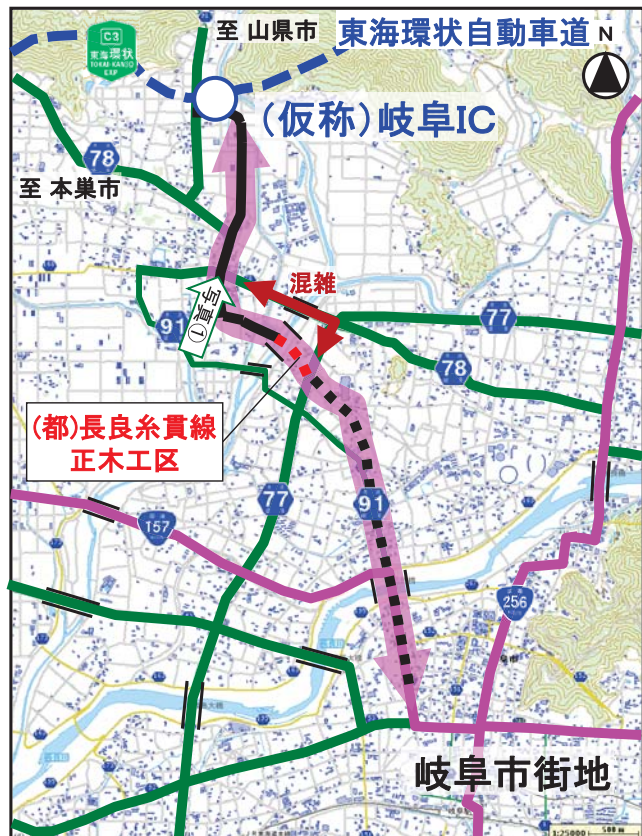 至 山県市
東海環状自動車道
N
C3
東海環状
TOKAI-KANJO
EXP
(仮称)岐阜IC
78
至 本巣市
混雑
77
91
写真①
78
(都)長良糸貫線
正木工区
77
91
157
256
岐阜市街地
1:25000
500m